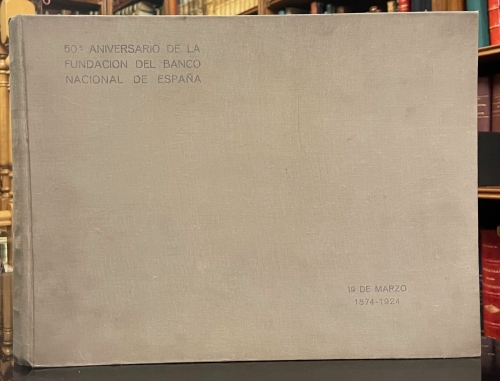 50.º ANIVERSARIO DE LA
FUNDACION DEL BANCO
NACIONAL DE ESPAÑA
19 DE MARZO
1874-1924